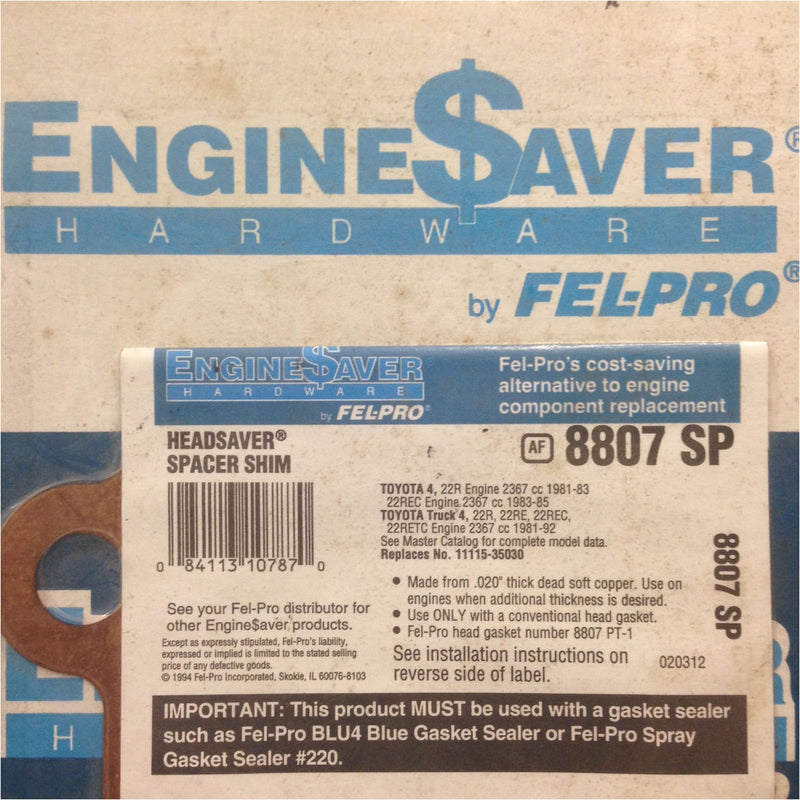 ENGINE$AVER®
HARDWARE
by FEL-PRO®
ENGINE$AVER
HARDWARE
by FEL-PRO®
Fel-Pro's cost-saving
alternative to engine
component replacement
HEADSAVER®
SPACER SHIM
AF 8807 SP
0 84113 10787 0
TOYOTA 4, 22R Engine 2367 cc 1981-83
22REC Engine 2367 cc 1983-85
TOYOTA Truck 4, 22R, 22RE, 22REC,
22RETC Engine 2367 cc 1981-92
See Master Catalog for complete model data.
Replaces No. 11115-35030
8807 SP
• Made from .020" thick dead soft copper. Use on
engines when additional thickness is desired.
• Use ONLY with a conventional head gasket.
• Fel-Pro head gasket number 8807 PT-1
See your Fel-Pro distributor for
other Engine$aver products.
Except as expressly stipulated, Fel-Pro's liability,
expressed or implied is limited to the stated selling
price of any defective goods.
© 1994 Fel-Pro Incorporated, Skokie, IL 60076-8103
See installation instructions on
reverse side of label.
020312
IMPORTANT: This product MUST be used with a gasket sealer
such as Fel-Pro BLU4 Blue Gasket Sealer or Fel-Pro Spray
Gasket Sealer #220.
E
H